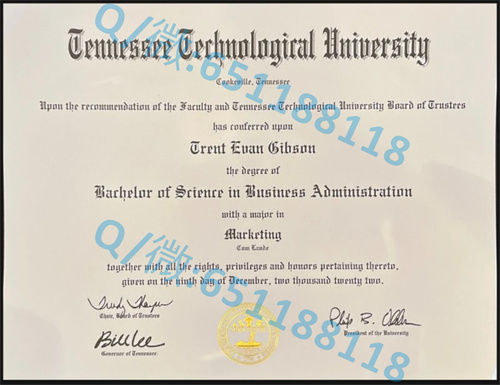 Tennessee Technological University
Cookeville, Tennessee
Upon the recommendation of the Faculty and Tennessee Technological University Board of Trustees
has conferred upon
Trent Evan Gibson
the degree of
Bachelor of Science in Business Administration
with a major in
Marketing
Cum Laude
together with all the rights, privileges and honors pertaining thereto,
given on the ninth day of December, two thousand twenty two.
Chair, Board of Trustees
Bill Lee
Governor of Tennessee
President of the University
Q/微:651188118
Q/微:651188118